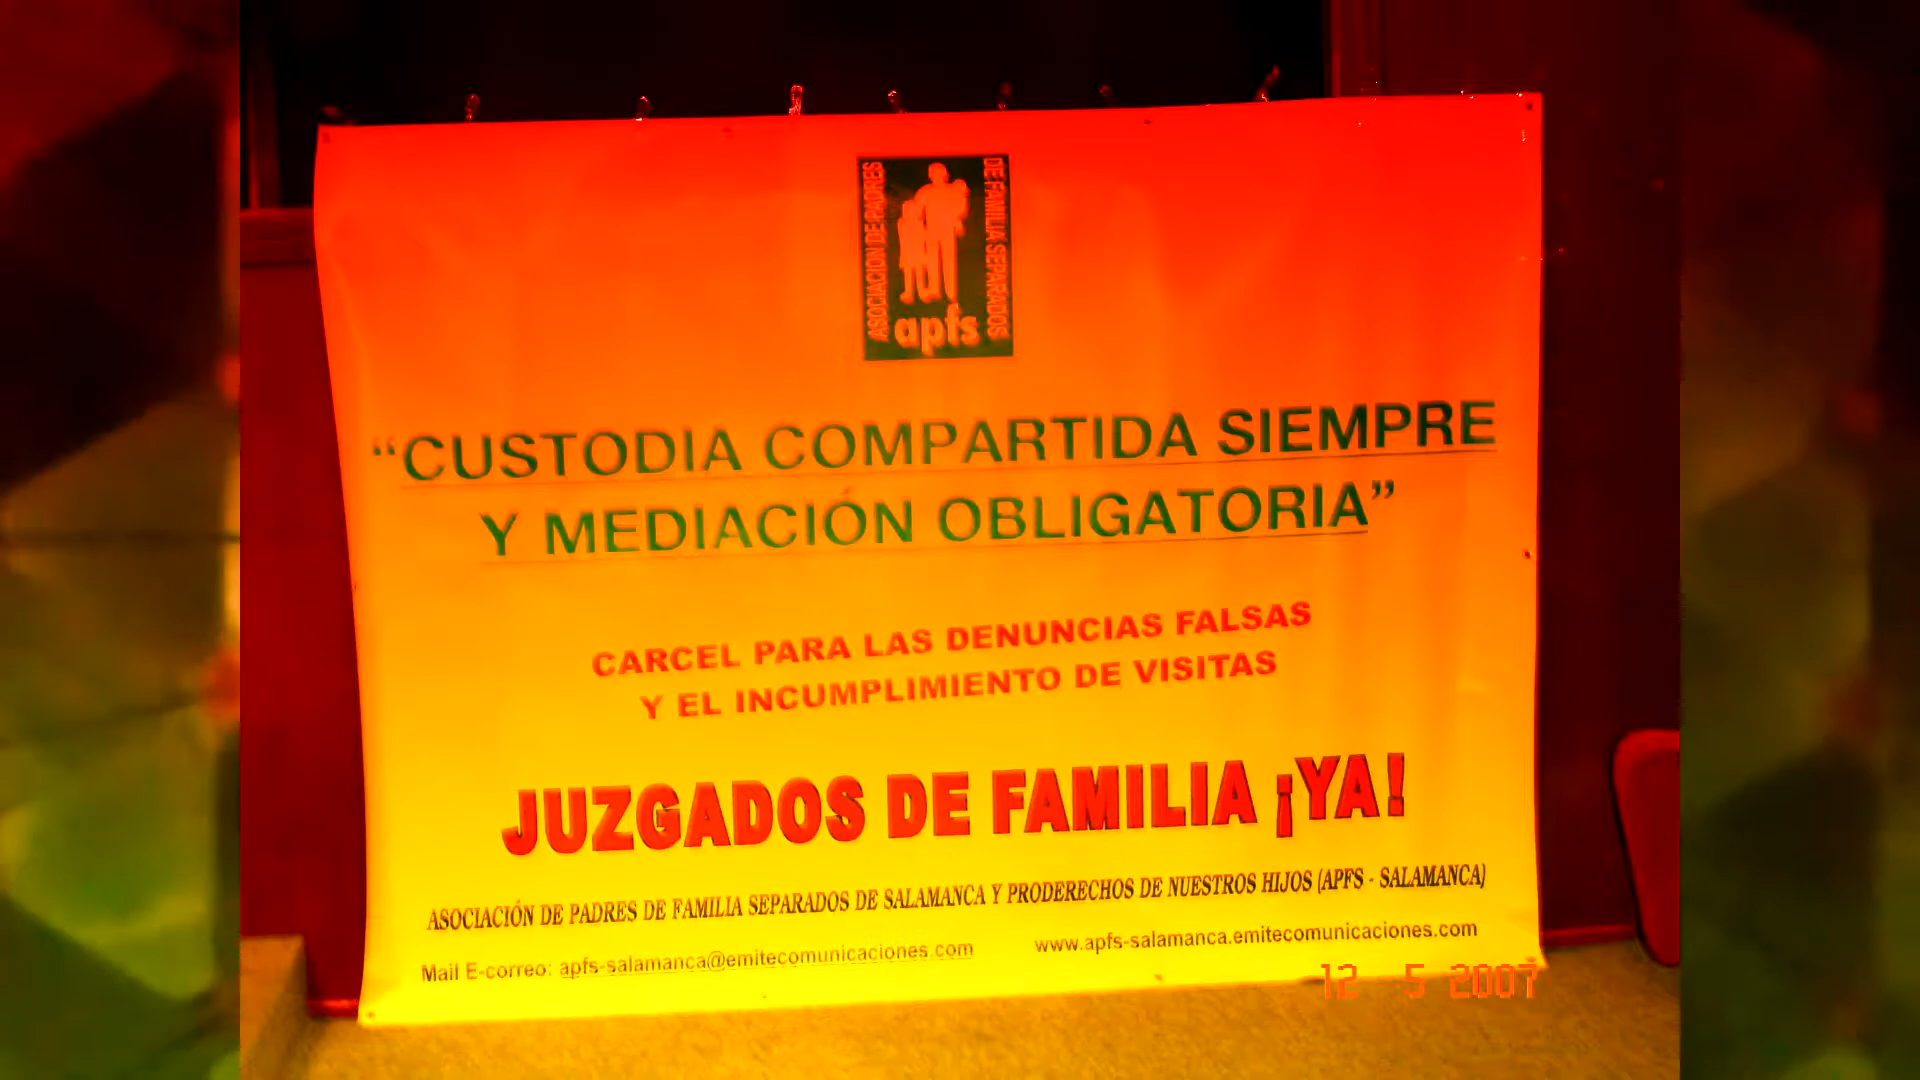 ASOCIACION DE PADRES
DE FAMILIA SEPARADOS
apfs
“CUSTODIA COMPARTIDA SIEMPRE
Y MEDIACIÓN OBLIGATORIA”
CARCEL PARA LAS DENUNCIAS FALSAS
Y EL INCUMPLIMIENTO DE VISITAS
JUZGADOS DE FAMILIA ¡YA!
ASOCIACIÓN DE PADRES DE FAMILIA SEPARADOS DE SALAMANCA Y PRODERECHOS DE NUESTROS HIJOS (APFS - SALAMANCA)
Mail E-correo: apfs-salamanca@emitecomunicaciones.com www.apfs-salamanca.emitecomunicaciones.com
12 5 2007